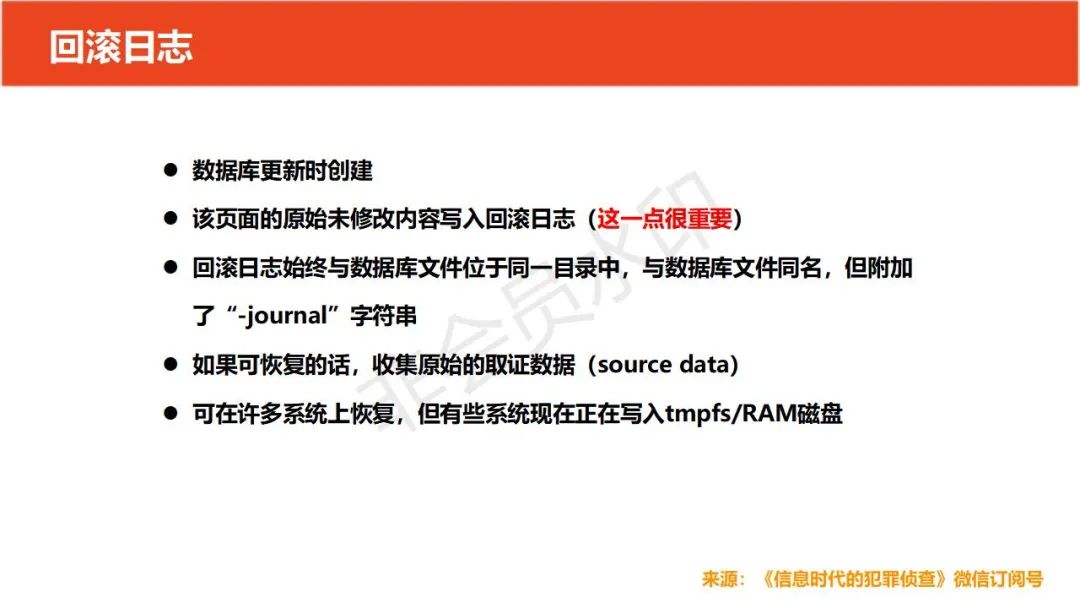 回滚日志
● 数据库更新时创建
● 该页面的原始未修改内容写入回滚日志（这一点很重要）
● 回滚日志始终与数据库文件位于同一目录中，与数据库文件同名，但附加
了“-journal”字符串
● 如果可恢复的话，收集原始的取证数据（source data）
● 可在许多系统上恢复，但有些系统现在正在写入tmpfs/RAM磁盘
非会员水印
来源：《信息时代的犯罪侦查》微信订阅号